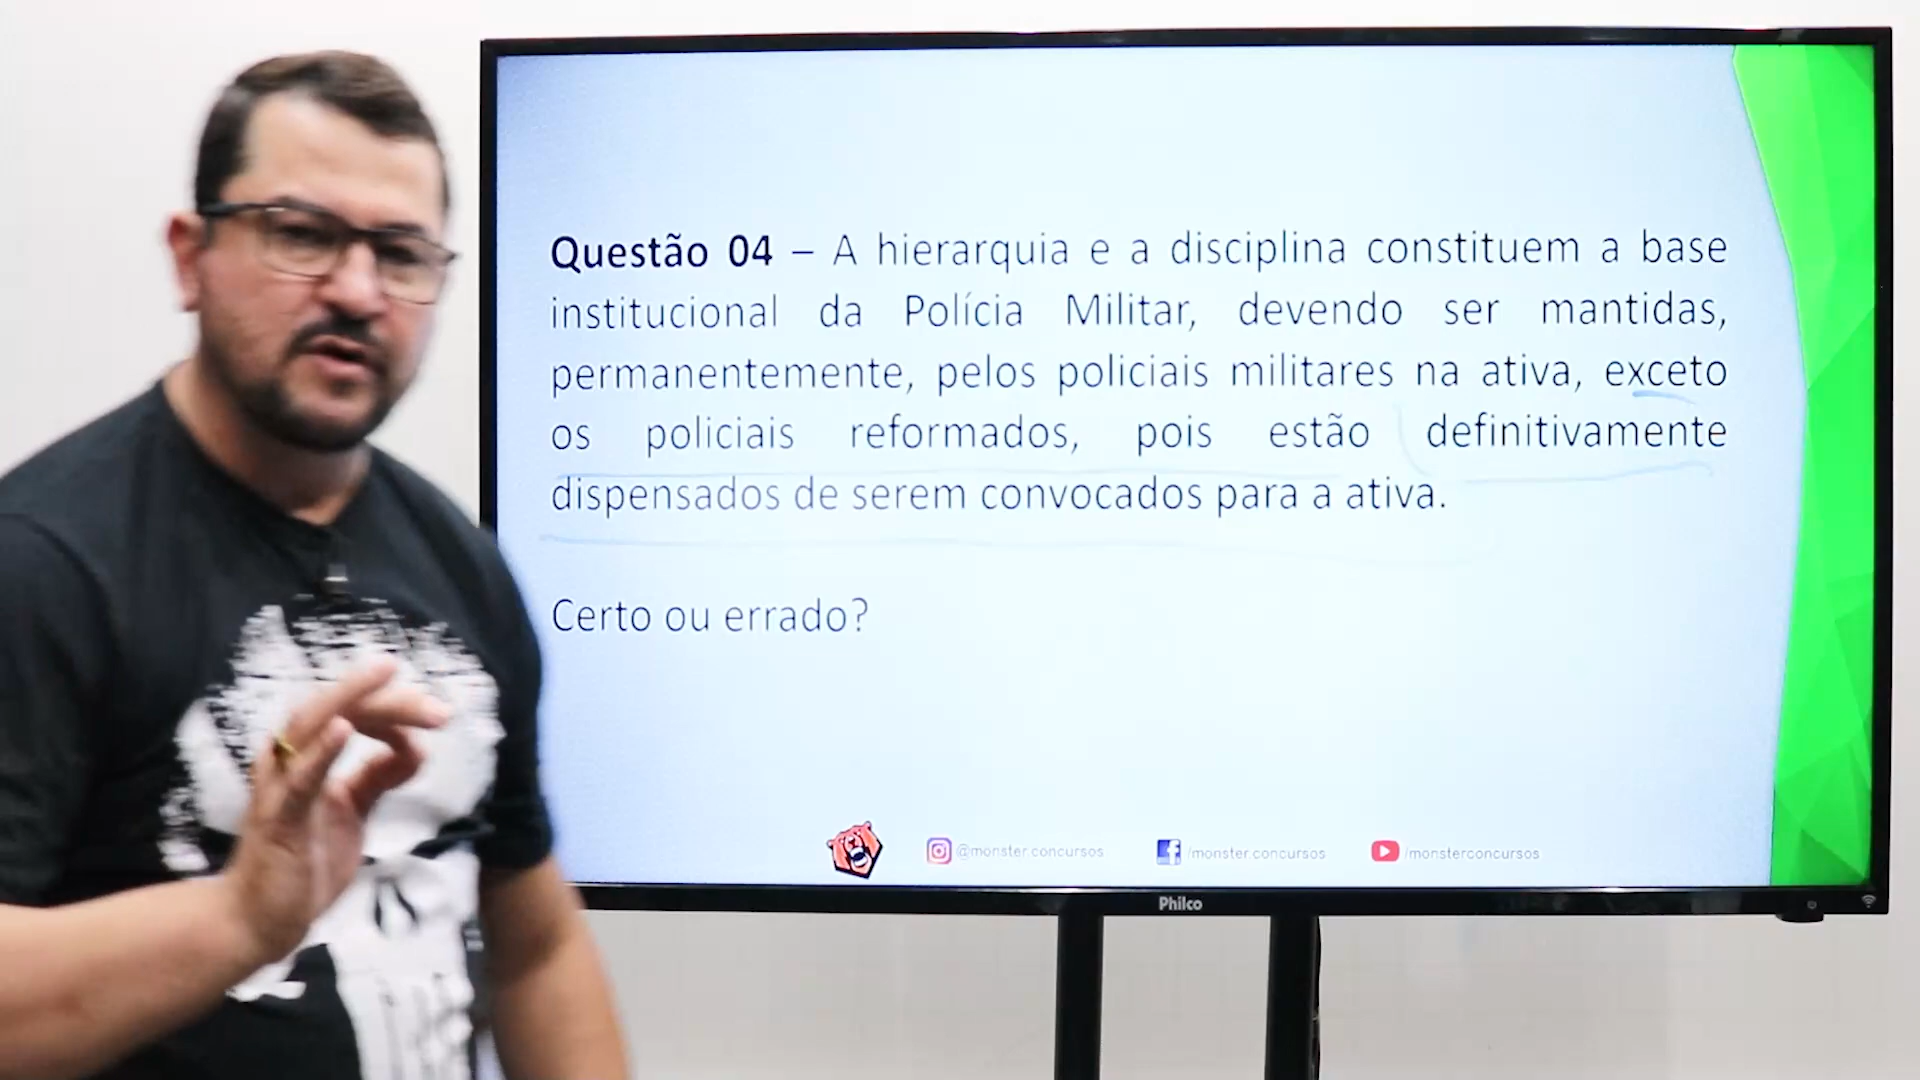 Questão 04 – A hierarquia e a disciplina constituem a base
institucional da Polícia Militar, devendo ser mantidas,
permanentemente, pelos policiais militares na ativa, exceto
os policiais reformados, pois estão definitivamente
dispensados de serem convocados para a ativa.
Certo ou errado?
@monster.concursos /monster.concursos /monsterconcursos
Philco